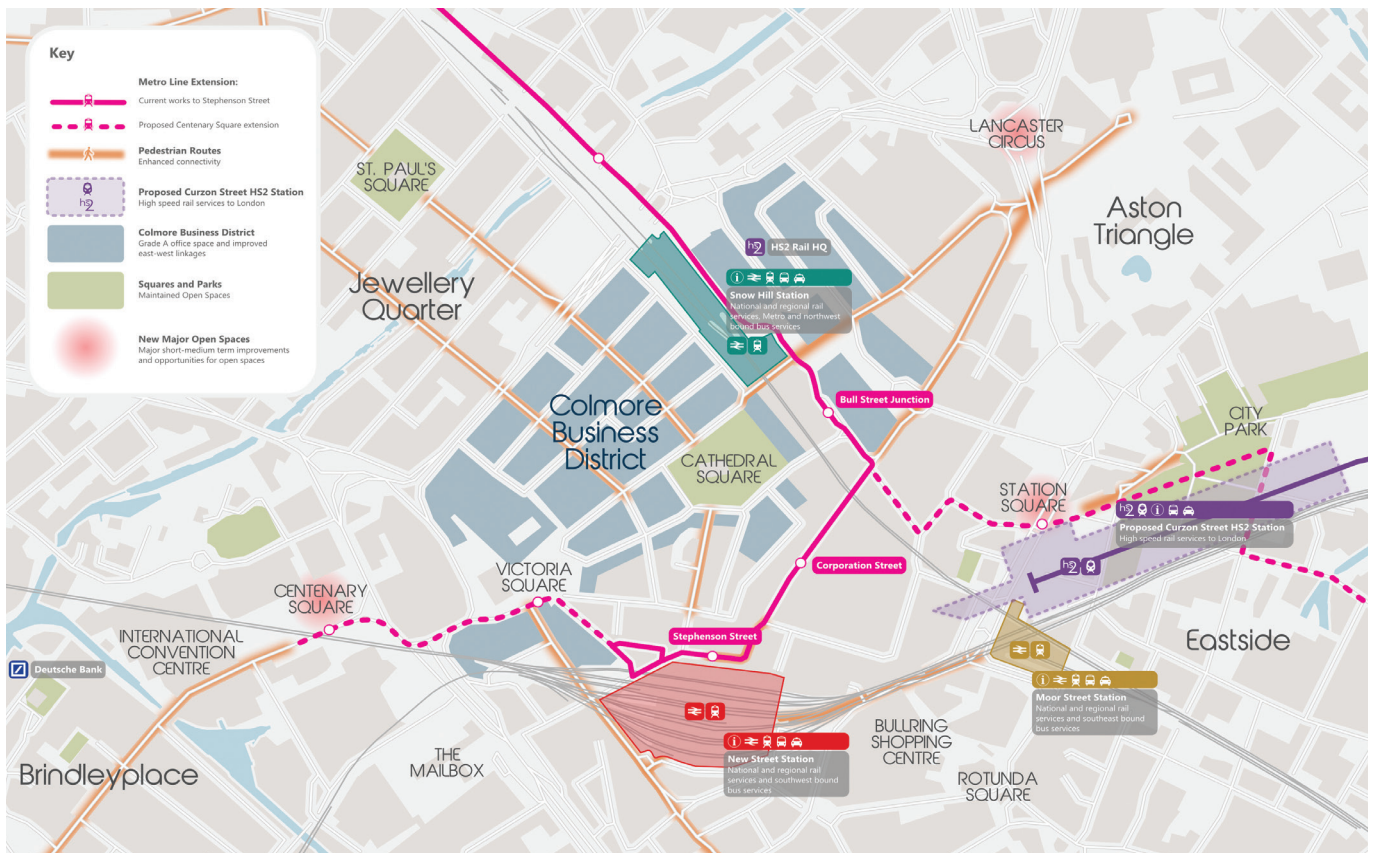 Key
Metro Line Extension:
Current works to Stephenson Street
Proposed Centenary Square extension
Pedestrian Routes
Enhanced connectivity
hs2
Proposed Curzon Street HS2 Station
High speed rail services to London
Colmore Business District
Grade A office space and improved
east-west linkages
Squares and Parks
Maintained Open Spaces
New Major Open Spaces
Major short-medium term improvements
and opportunities for open spaces
LANCASTER
CIRCUS
ST. PAUL'S
SQUARE
Aston
Triangle
hs2 HS2 Rail HQ
Jewellery
Quarter
Snow Hill Station
National and regional rail
services, Metro and northwest
bound bus services
Bull Street Junction
Colmore
Business
District
CITY
PARK
CATHEDRAL
SQUARE
STATION
SQUARE
hs2
Proposed Curzon Street HS2 Station
High speed rail services to London
hs2
Corporation Street
VICTORIA
SQUARE
CENTENARY
SQUARE
INTERNATIONAL
CONVENTION
CENTRE
Deutsche Bank
Stephenson Street
Eastside
Moor Street Station
National and regional rail
services and southeast bound
bus services
BULLRING
SHOPPING
CENTRE
New Street Station
National and regional rail
services and southwest bound
bus services
THE
MAILBOX
Brindleyplace
ROTUNDA
SQUARE